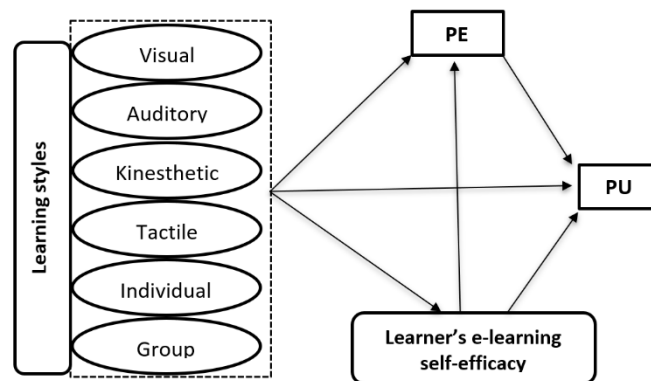 Learning styles
Visual
Auditory
Kinesthetic
Tactile
Individual
Group
PE
PU
Learner's e-learning
self-efficacy